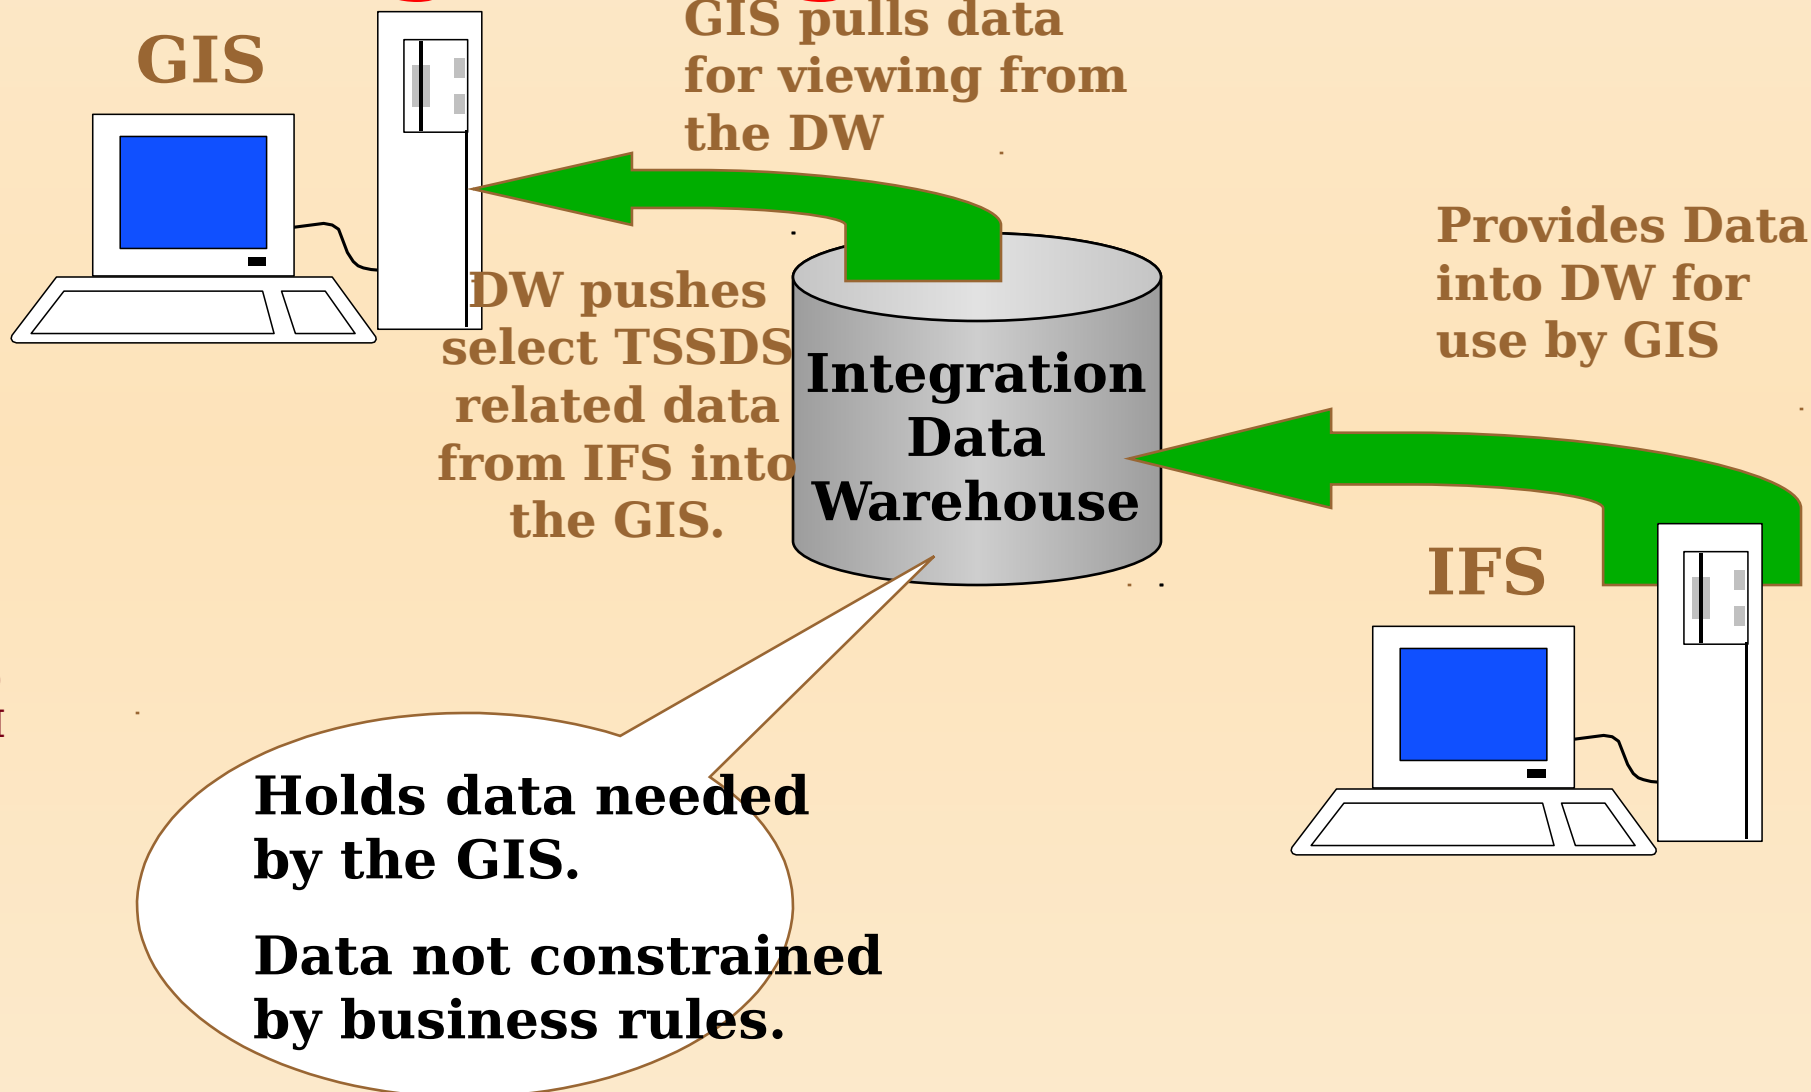 GIS
GIS pulls data
for viewing from
the DW
Provides Data
into DW for
use by GIS
DW pushes
select TSSDS
related data
from IFS into
the GIS.
Integration
Data
Warehouse
IFS
Holds data needed
by the GIS.
Data not constrained
by business rules.